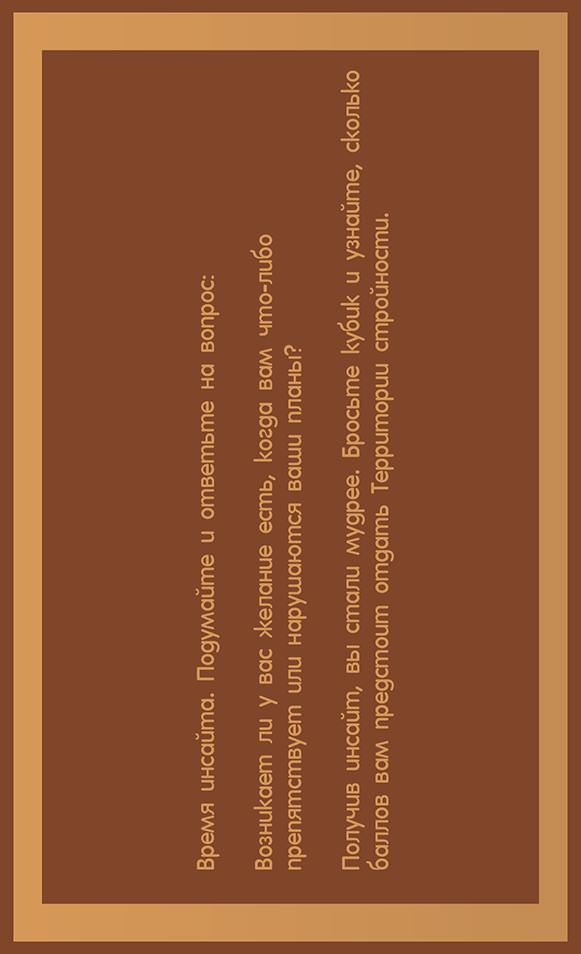 Время инсайта. Подумайте и ответьте на вопрос:
Возникает ли у вас желание есть, когда вам что-либо
препятствует или нарушаются ваши планы?
Получив инсайт, вы стали мудрее. Бросьте кубик и узнайте, сколько
баллов вам предстоит отдать Территории стройности.